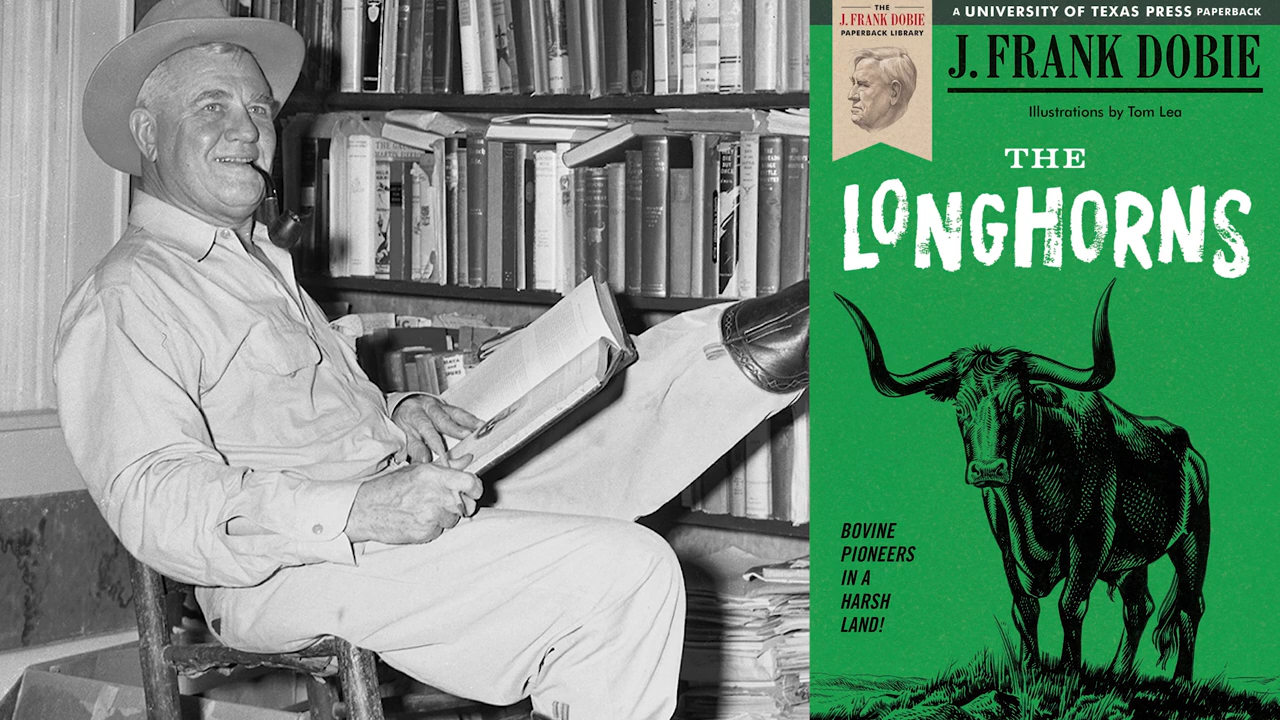 THE
J. FRANK DOBIE
PAPERBACK LIBRARY
A UNIVERSITY OF TEXAS PRESS PAPERBACK
J. FRANK DOBIE
Illustrations by Tom Lea
THE
LONGHORNS
BOVINE
PIONEERS
IN A
HARSH
LAND!